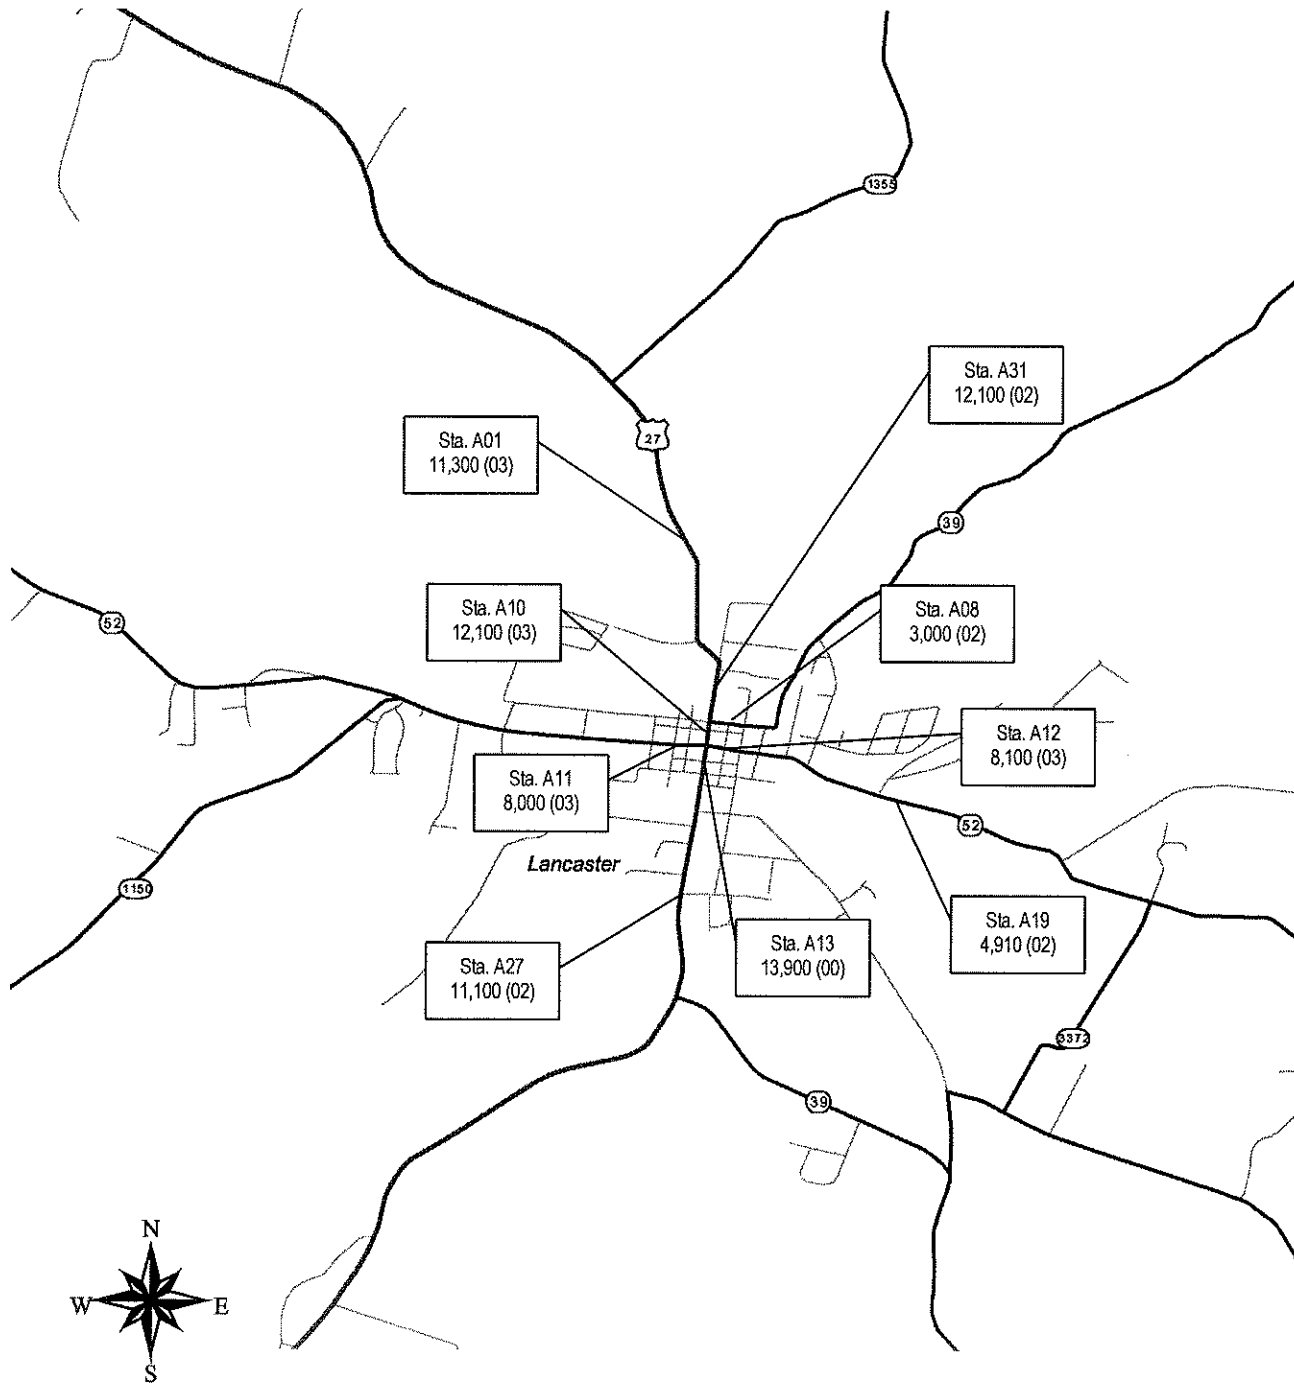 1355
Sta. A31
12,100 (02)
27
Sta. A01
11,300 (03)
39
Sta. A10
12,100 (03)
Sta. A08
3,000 (02)
52
Sta. A12
8,100 (03)
Sta. A11
8,000 (03)
52
Lancaster
1150
Sta. A19
4,910 (02)
Sta. A13
13,900 (00)
Sta. A27
11,100 (02)
3372
39
N
W E
S